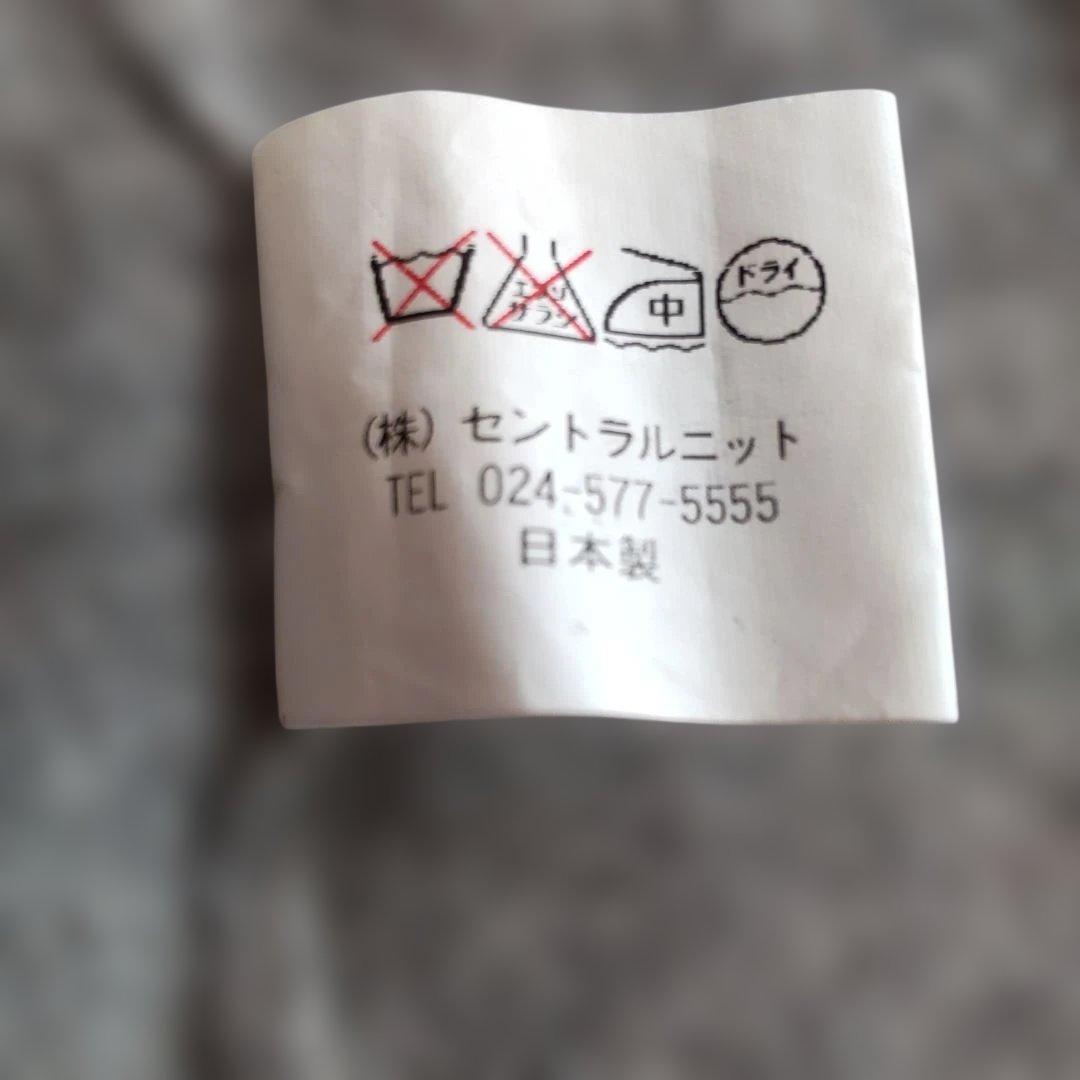 エンソ
サラシ
中
ドライ
(株) セントラルニット
TEL 024-577-5555
日本製